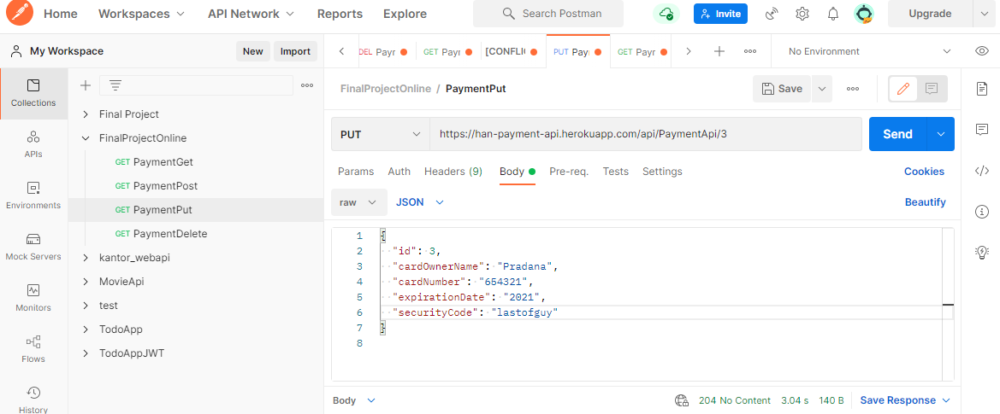 Home Workspaces API Network Reports Explore Search Postman Invite Upgrade
My Workspace New Import
DEL Payr GET Payr [CONFLI PUT Pay GET Payr No Environment
Collections
APIs
Environments
Mock Servers
Monitors
Flows
History
Final Project
FinalProjectOnline
GET PaymentGet
GET PaymentPost
GET PaymentPut
GET PaymentDelete
kantor_webapi
MovieApi
test
TodoApp
TodoAppJWT
FinalProjectOnline / PaymentPut Save
PUT https://han-payment-api.herokuapp.com/api/PaymentApi/3 Send
Params Auth Headers (9) Body Pre-req. Tests Settings Cookies
raw JSON Beautify
1 {
2 "id": 3,
3 "cardOwnerName": "Pradana",
4 "cardNumber": "654321",
5 "expirationDate": "2021",
6 "securityCode": "lastofguy"
7 }
8
Body 204 No Content 3.04 s 140 B Save Response